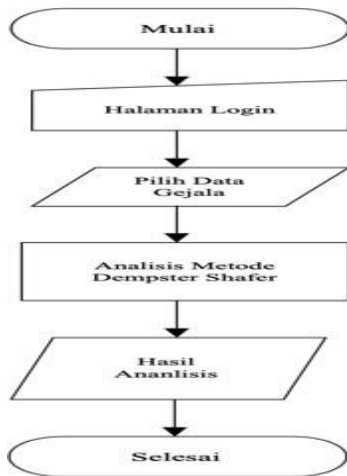 Mulai
Halaman Login
Pilih Data
Gejala
Analisis Metode
Dempster Shafer
Hasil
Ananlisis
Selesai